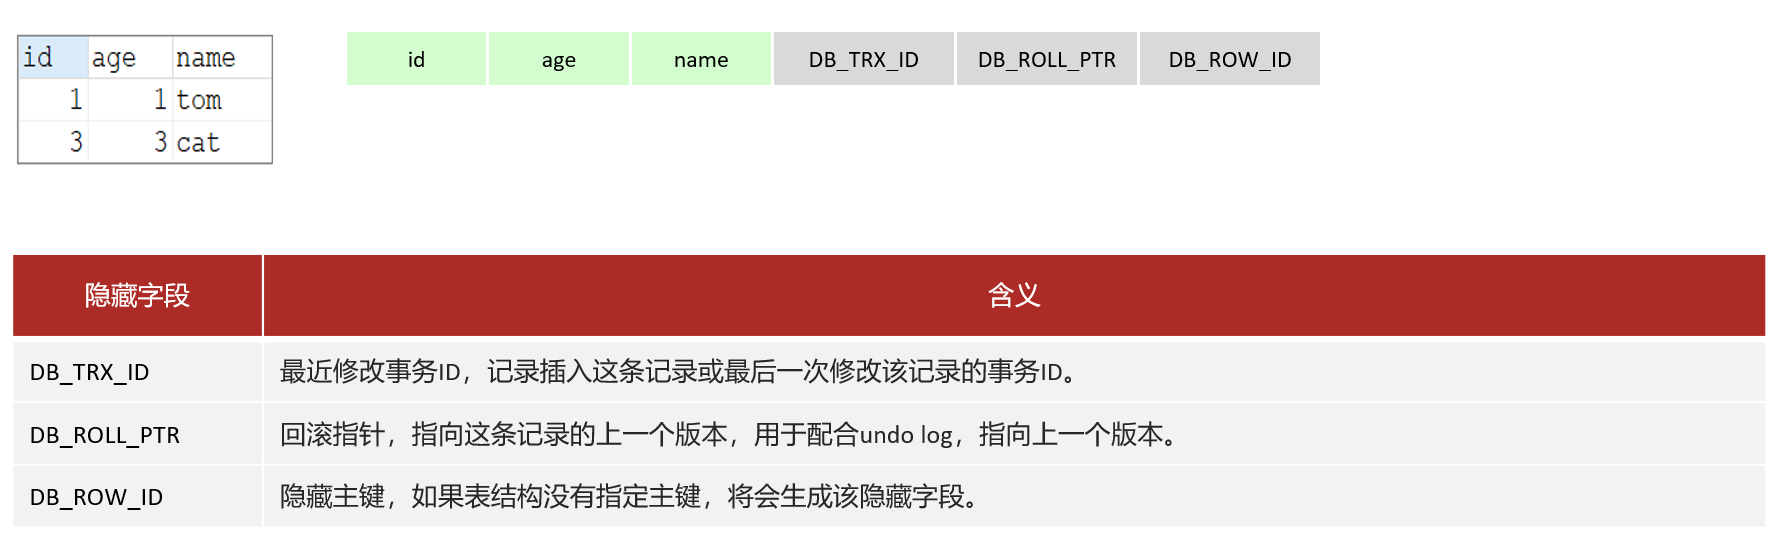 id age name
1 1 tom
3 3 cat
id age name DB_TRX_ID DB_ROLL_PTR DB_ROW_ID
隐藏字段 含义
DB_TRX_ID 最近修改事务ID，记录插入这条记录或最后一次修改该记录的事务ID。
DB_ROLL_PTR 回滚指针，指向这条记录的上一个版本，用于配合undo log，指向上一个版本。
DB_ROW_ID 隐藏主键，如果表结构没有指定主键，将会生成该隐藏字段。